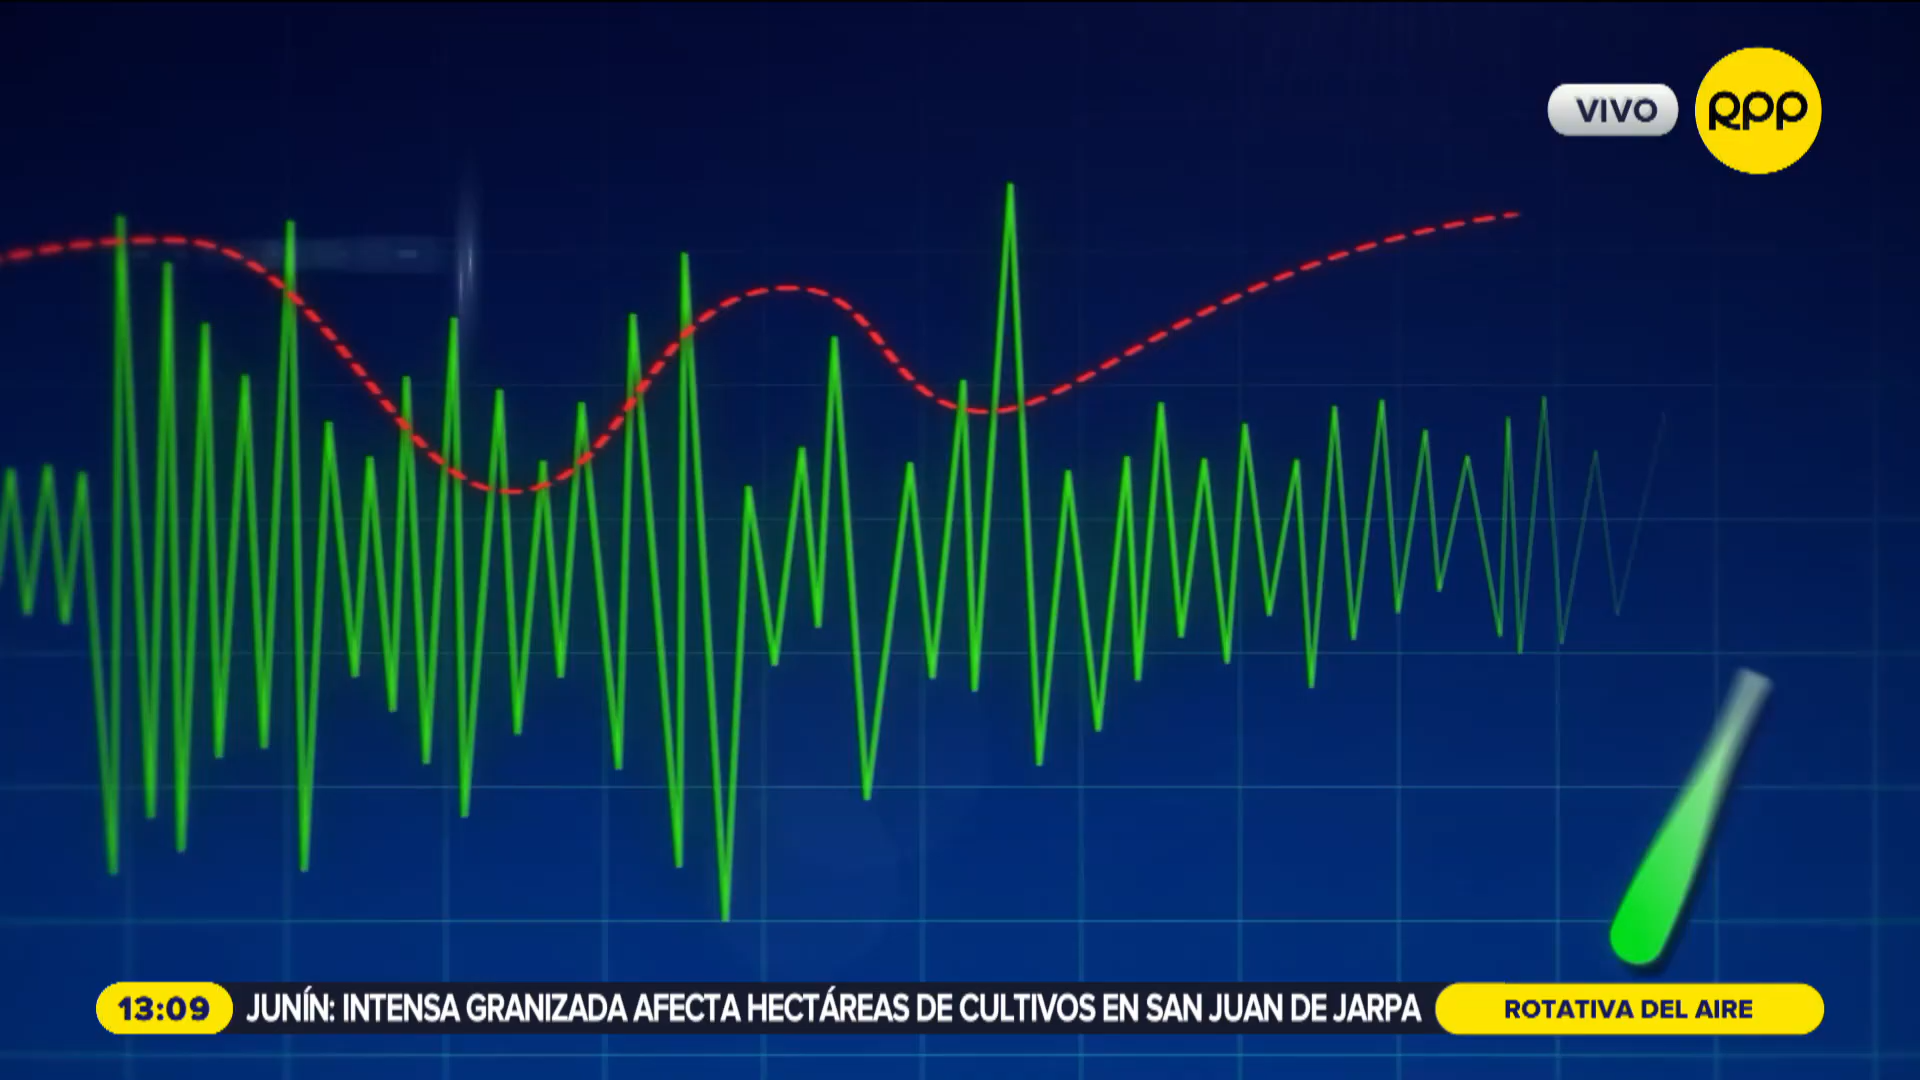 VIVO
RPP
13:09
JUNÍN: INTENSA GRANIZADA AFECTA HECTÁREAS DE CULTIVOS EN SAN JUAN DE JARPA
ROTATIVA DEL AIRE